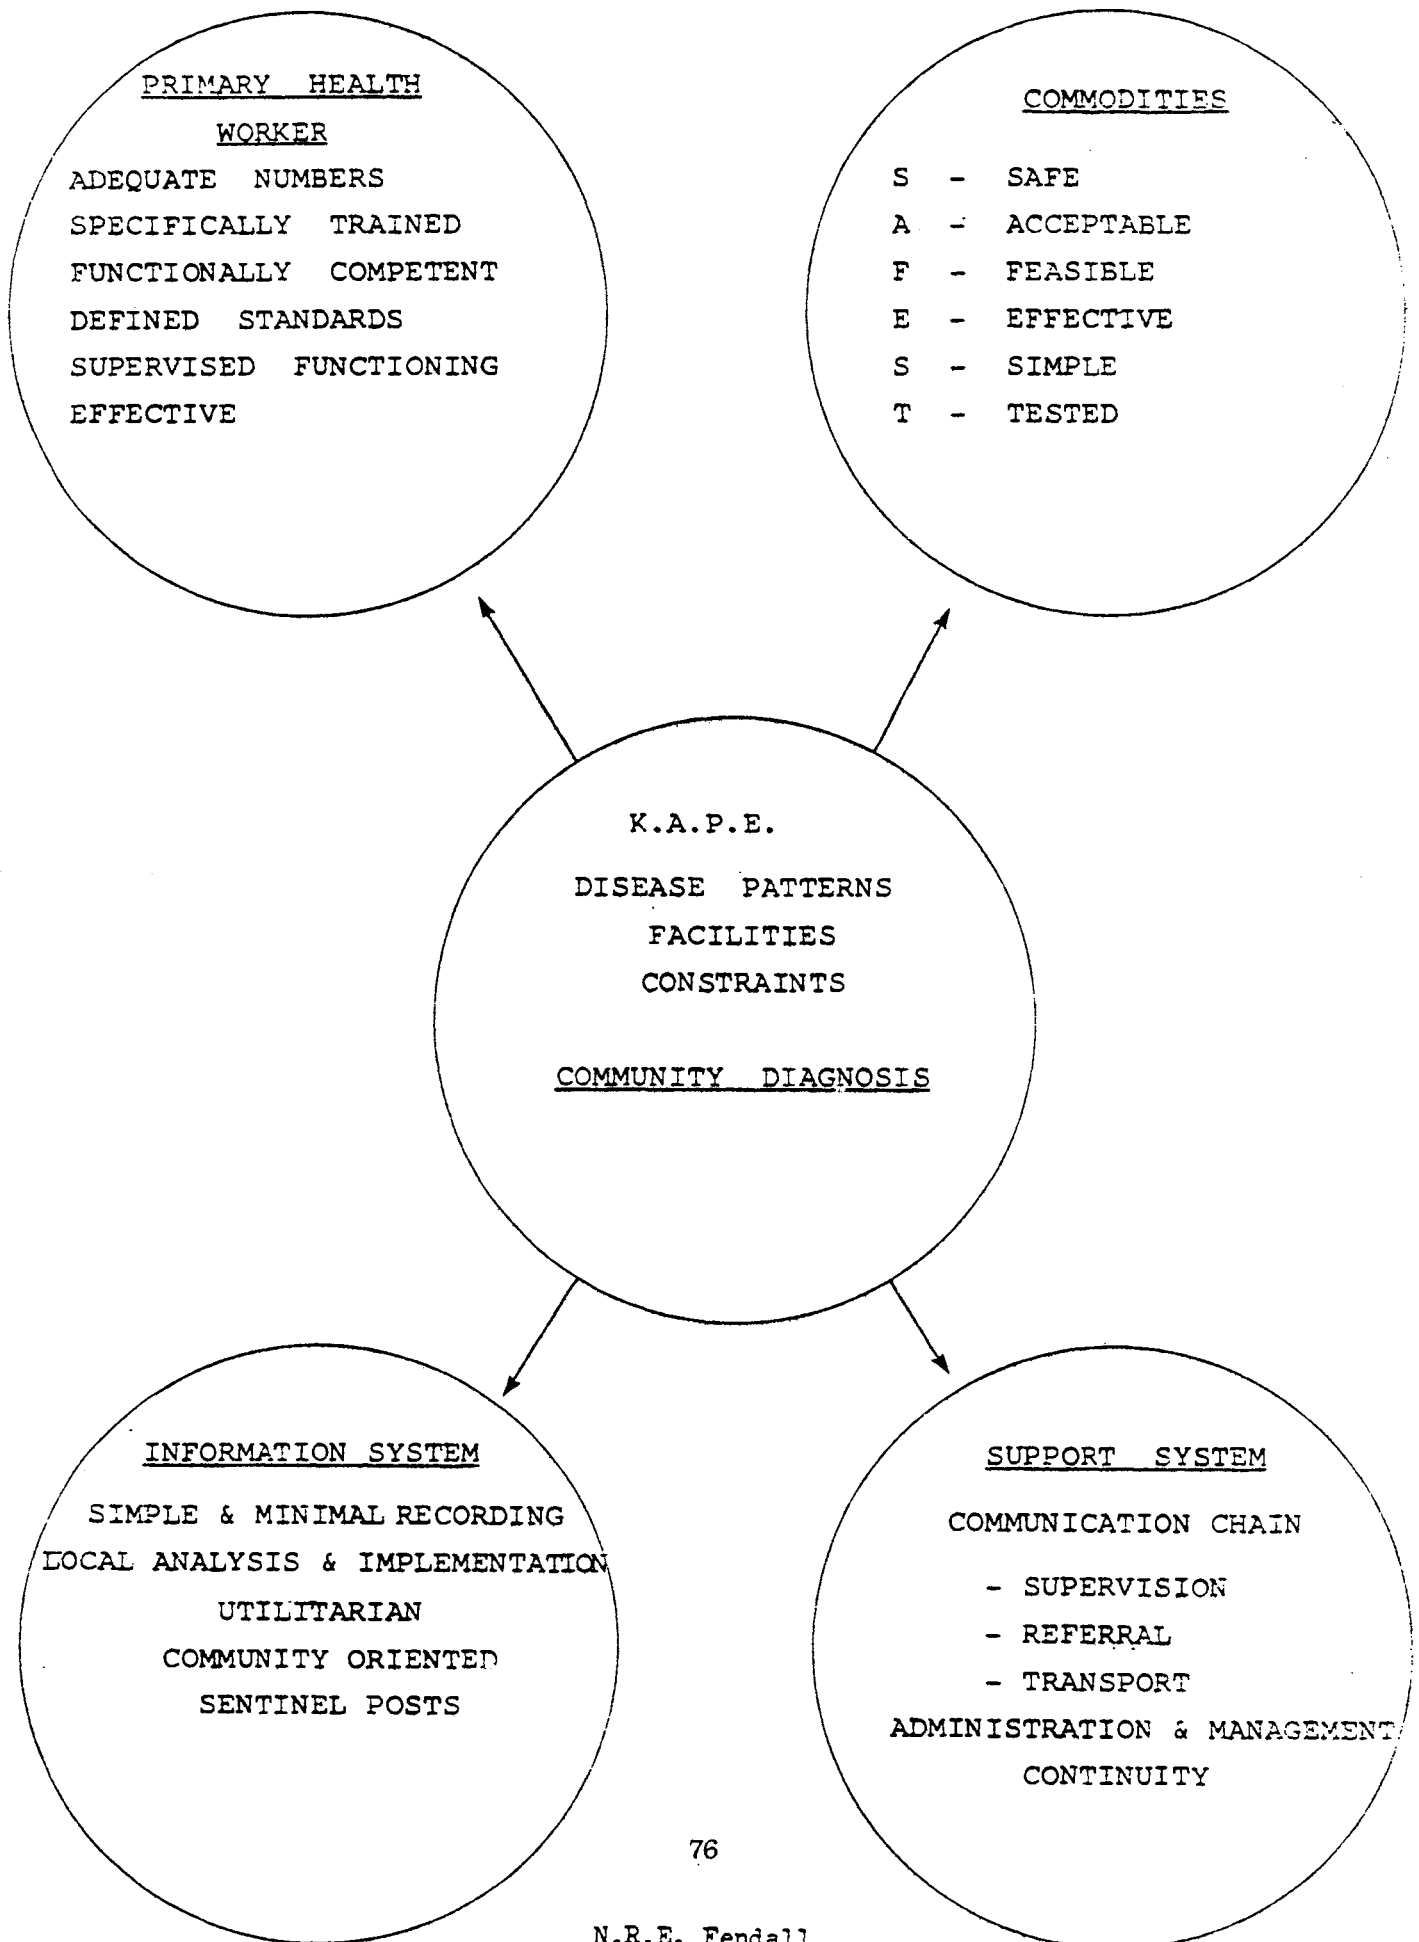 PRIMARY HEALTH
WORKER
ADEQUATE NUMBERS
SPECIFICALLY TRAINED
FUNCTIONALLY COMPETENT
DEFINED STANDARDS
SUPERVISED FUNCTIONING
EFFECTIVE
COMMODITIES
S - SAFE
A - ACCEPTABLE
F - FEASIBLE
E - EFFECTIVE
S - SIMPLE
T - TESTED
K.A.P.E.
DISEASE PATTERNS
FACILITIES
CONSTRAINTS
COMMUNITY DIAGNOSIS
INFORMATION SYSTEM
SIMPLE & MINIMAL RECORDING
LOCAL ANALYSIS & IMPLEMENTATION
UTILITARIAN
COMMUNITY ORIENTED
SENTINEL POSTS
SUPPORT SYSTEM
COMMUNICATION CHAIN
- SUPERVISION
- REFERRAL
- TRANSPORT
ADMINISTRATION & MANAGEMENT
CONTINUITY
76
N.R.E. Fendall